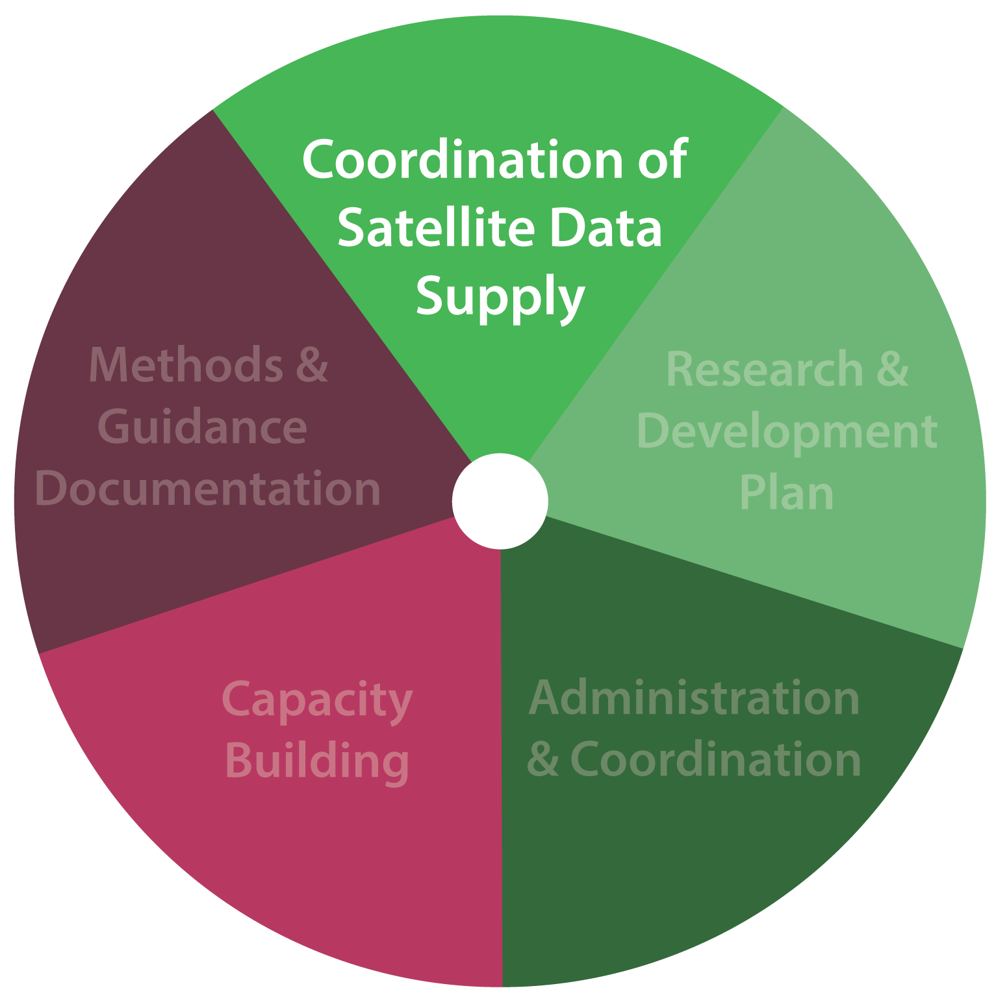 Coordination of
Satellite Data
Supply
Methods &
Guidance
Documentation
Research &
Development
Plan
Capacity
Building
Administration
& Coordination